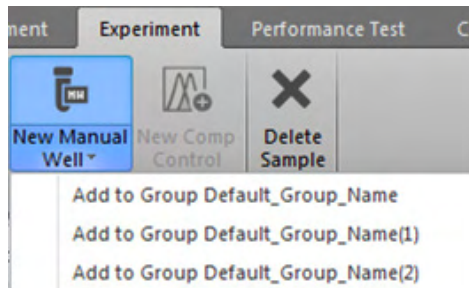 ment Experiment Performance Test C
New Manual Well New Comp Control Delete Sample
MW
Add to Group Default_Group_Name
Add to Group Default_Group_Name(1)
Add to Group Default_Group_Name(2)